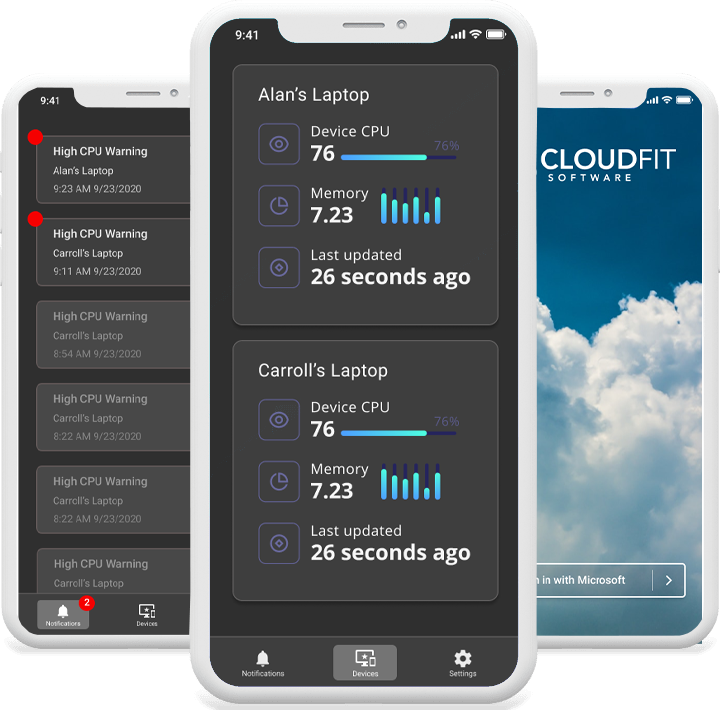 9:41
High CPU Warning
Alan's Laptop
9:23 AM 9/23/2020
High CPU Warning
Carroll's Laptop
9:11 AM 9/23/2020
High CPU Warning
Carroll's Laptop
8:54 AM 9/23/2020
High CPU Warning
Carroll's Laptop
8:22 AM 9/23/2020
High CPU Warning
Carroll's Laptop
8:22 AM 9/23/2020
High CPU Warning
Carroll's Laptop
2
Notifications
Devices
9:41
Alan's Laptop
Device CPU
76
76%
Memory
7.23
Last updated
26 seconds ago
Carroll's Laptop
Device CPU
76
76%
Memory
7.23
Last updated
26 seconds ago
Notifications
Devices
Settings
CLOUDFIT
SOFTWARE
in with Microsoft